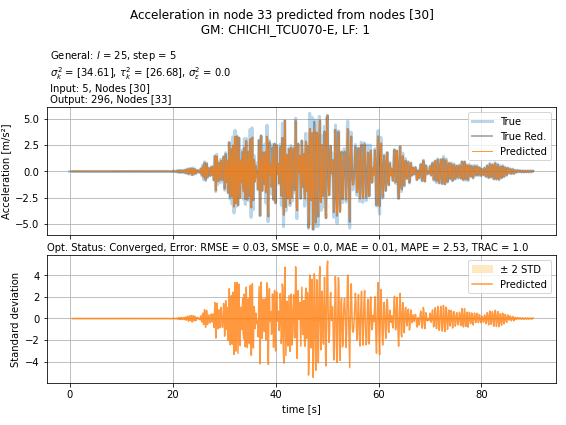 Acceleration in node 33 predicted from nodes [30]
GM: CHICHI_TCU070-E, LF: 1
General: l = 25, step = 5
σ²ₖ = [34.61], τ²ₖ = [26.68], σ²ε = 0.0
Input: 5, Nodes [30]
Output: 296, Nodes [33]
Acceleration [m/s²]
5.0
2.5
0.0
−2.5
−5.0
True
True Red.
Predicted
Opt. Status: Converged, Error: RMSE = 0.03, SMSE = 0.0, MAE = 0.01, MAPE = 2.53, TRAC = 1.0
Standard deviation
4
2
0
−2
−4
± 2 STD
Predicted
0 20 40 60 80
time [s]